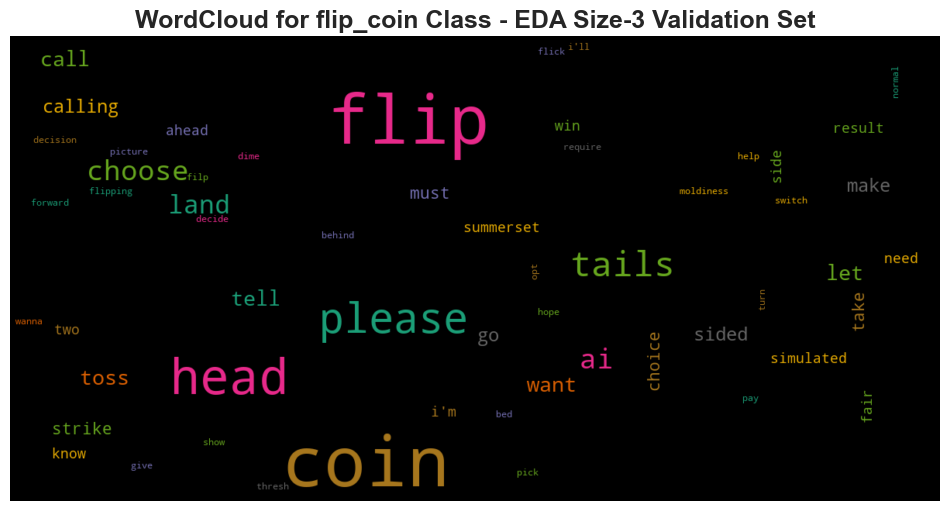 WordCloud for flip_coin Class - EDA Size-3 Validation Set
flick
i'll
call
normal
calling
flip
win
result
ahead
decision
require
picture
dime
help
side
choose
filp
make
flipping
must
moldiness
switch
forward
land
decide
summerset
behind
tails
need
let
opt
tell
turn
take
hope
please
wanna
two
go
sided
choice
ai
simulated
head
toss
want
pay
fair
i'm
bed
strike
show
know
coin
give
pick
thresh